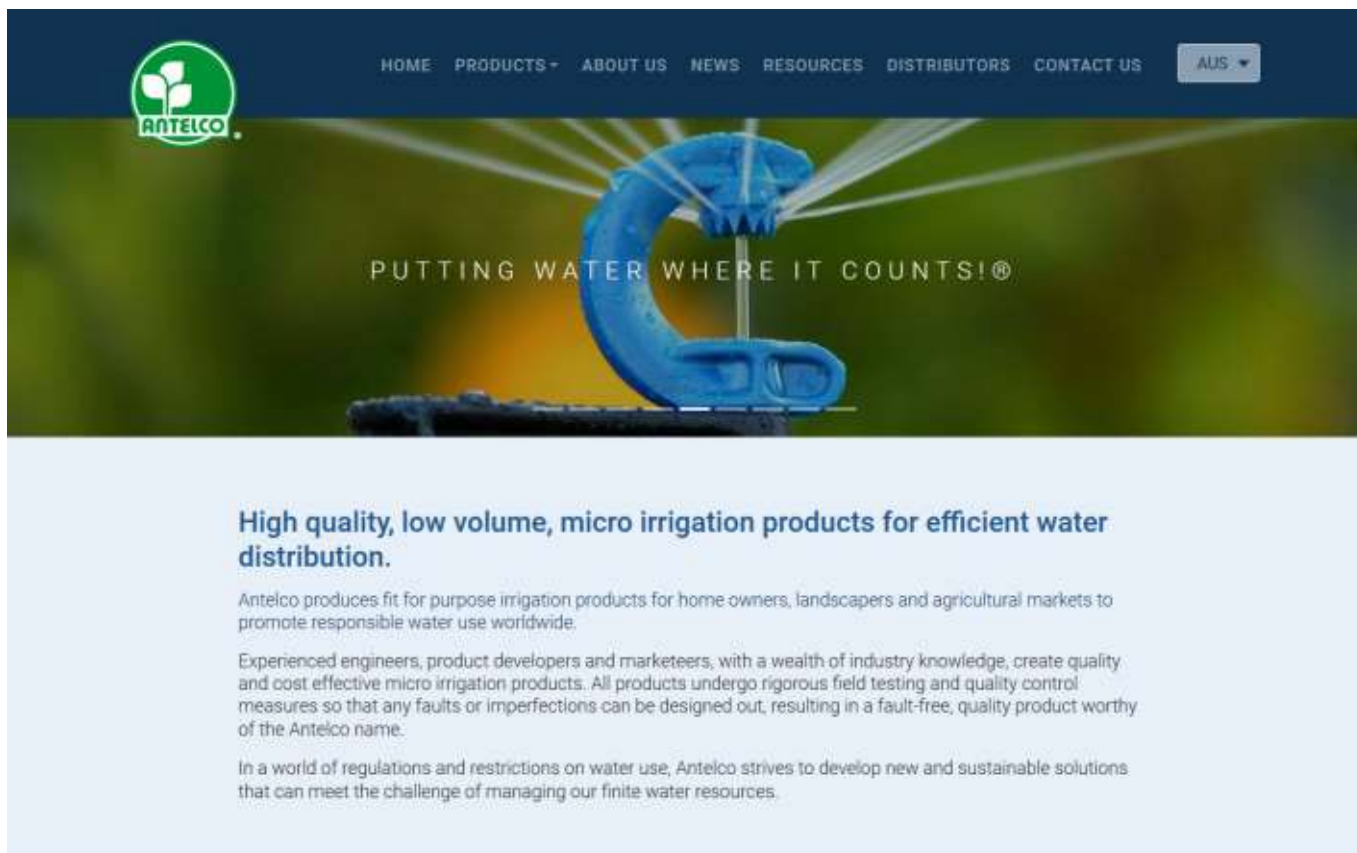 HOME PRODUCTS ABOUT US NEWS RESOURCES DISTRIBUTORS CONTACT US AUS
ANTELCO ®
PUTTING WATER WHERE IT COUNTS!®
High quality, low volume, micro irrigation products for efficient water
distribution.
Antelco produces fit for purpose irrigation products for home owners, landscapers and agricultural markets to
promote responsible water use worldwide.
Experienced engineers, product developers and marketeers, with a wealth of industry knowledge, create quality
and cost effective micro irrigation products. All products undergo rigorous field testing and quality control
measures so that any faults or imperfections can be designed out, resulting in a fault-free, quality product worthy
of the Antelco name.
In a world of regulations and restrictions on water use, Antelco strives to develop new and sustainable solutions
that can meet the challenge of managing our finite water resources.